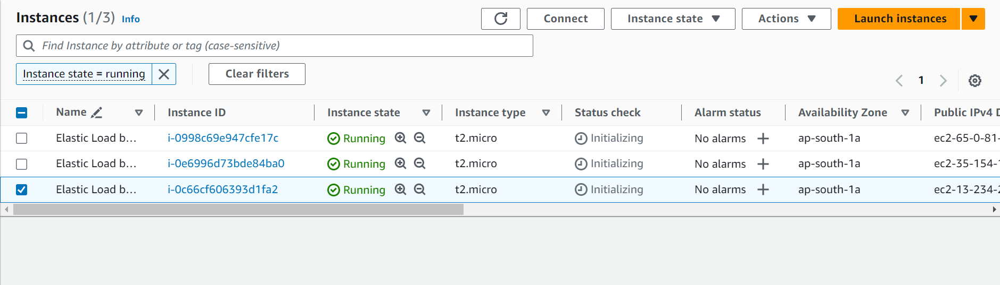 Instances (1/3) Info Connect Instance state Actions Launch instances
Find Instance by attribute or tag (case-sensitive)
Instance state = running Clear filters
1
Name Instance ID Instance state Instance type Status check Alarm status Availability Zone Public IPv4 D
Elastic Load b... i-0998c69e947cfe17c Running t2.micro Initializing No alarms + ap-south-1a ec2-65-0-81-
Elastic Load b... i-0e6996d73bde84ba0 Running t2.micro Initializing No alarms + ap-south-1a ec2-35-154-1
Elastic Load b... i-0c66cf606393d1fa2 Running t2.micro Initializing No alarms + ap-south-1a ec2-13-234-2